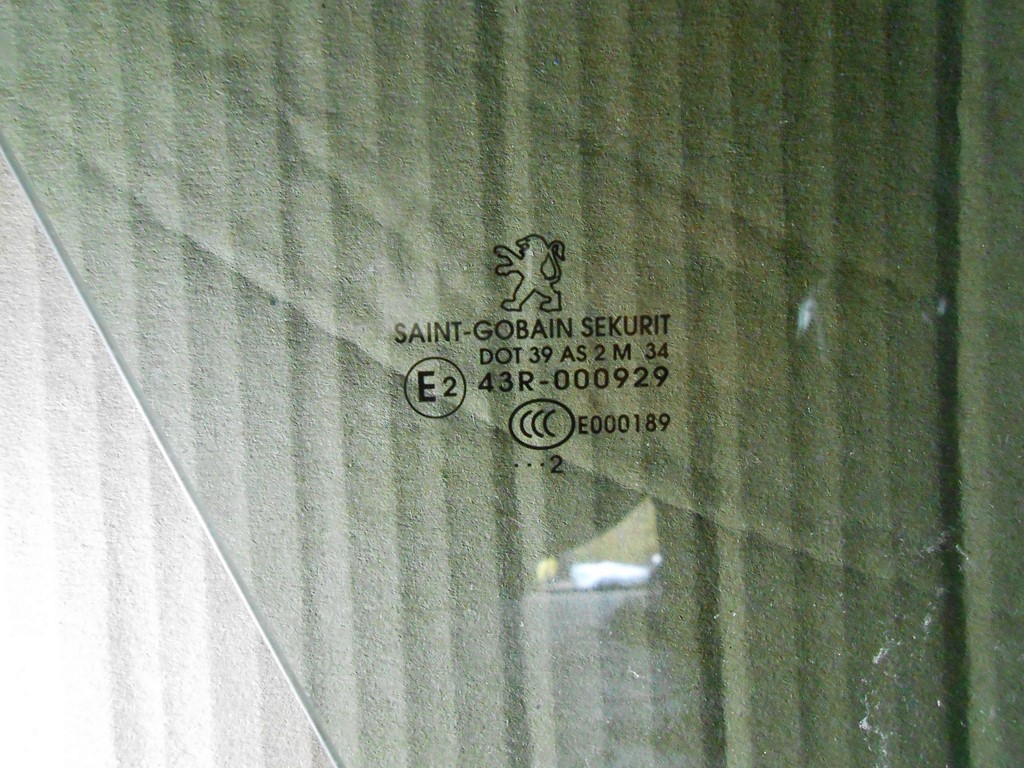 SAINT-GOBAIN SEKURIT
DOT 39 AS 2 M 34
E2 43R-000929
CCC E000189
...2